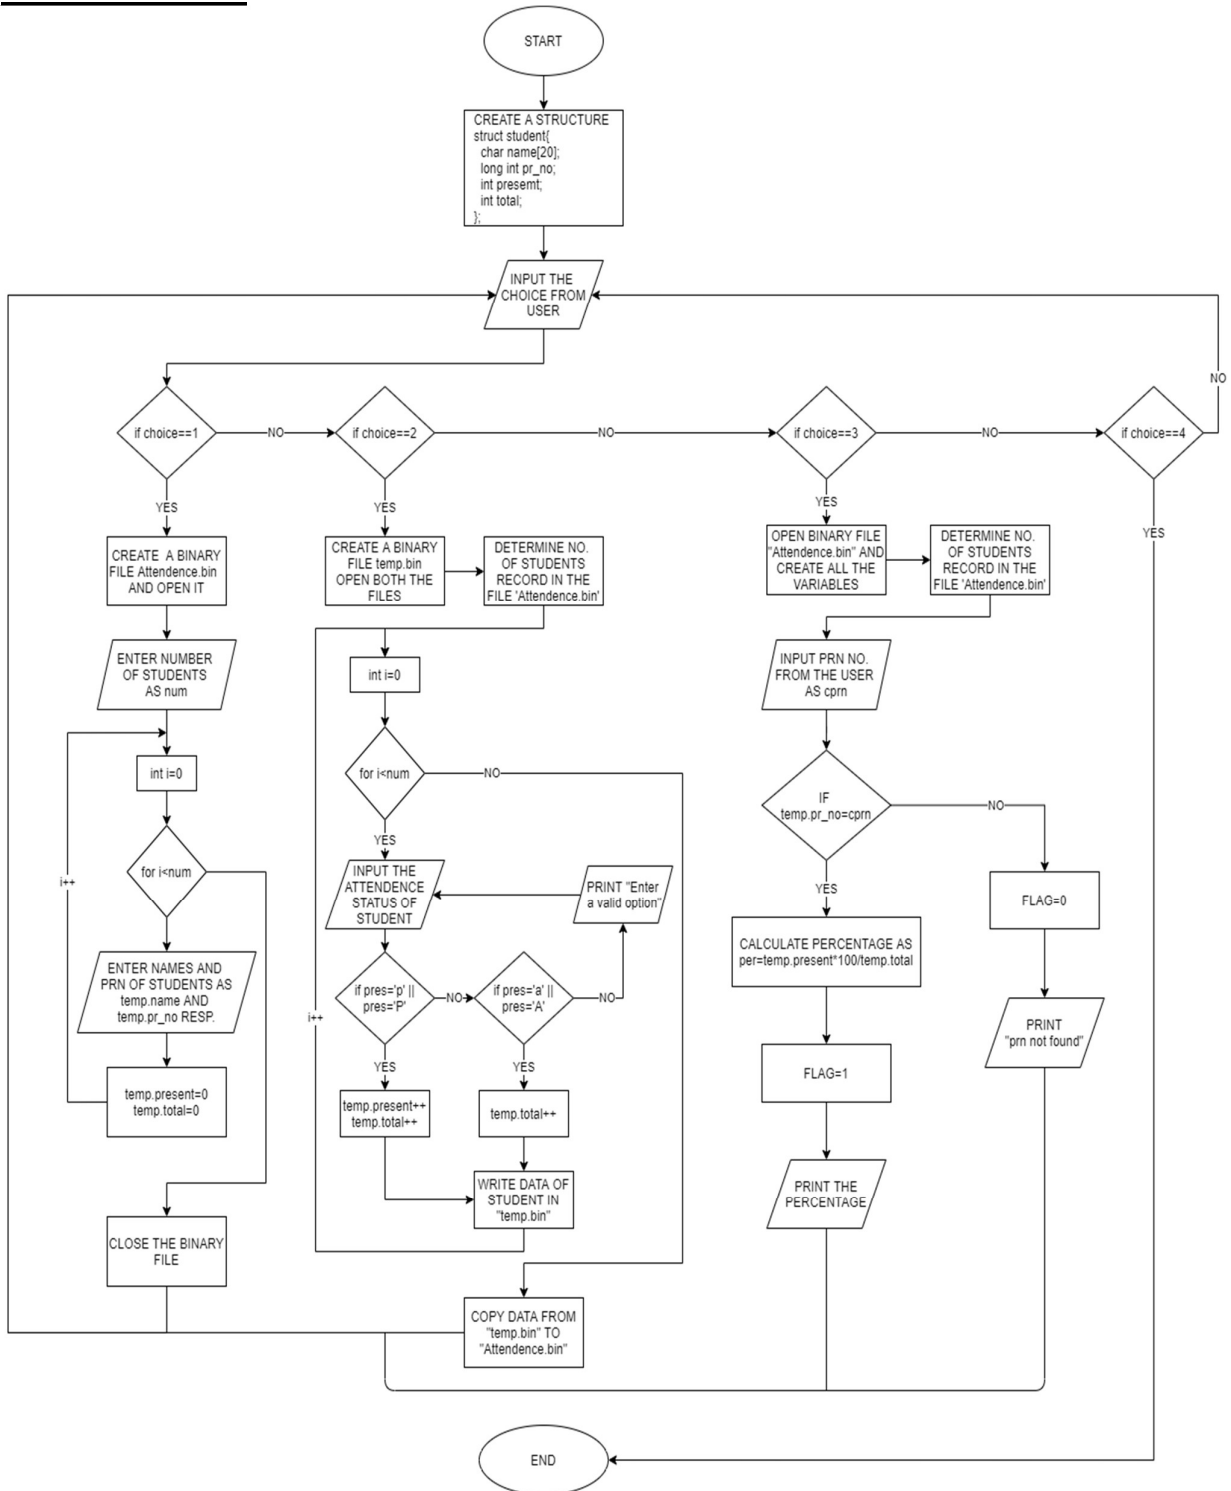 START
CREATE A STRUCTURE
struct student{
char name[20];
long int pr_no;
int presemt;
int total;
};
INPUT THE
CHOICE FROM
USER
NO
if choice==1
NO
if choice==2
NO
if choice==3
NO
if choice==4
YES
YES
YES
YES
CREATE A BINARY
FILE Attendence.bin
AND OPEN IT
CREATE A BINARY
FILE temp.bin
OPEN BOTH THE
FILES
DETERMINE NO.
OF STUDENTS
RECORD IN THE
FILE 'Attendence.bin'
OPEN BINARY FILE
"Attendence.bin" AND
CREATE ALL THE
VARIABLES
DETERMINE NO.
OF STUDENTS
RECORD IN THE
FILE 'Attendence.bin'
ENTER NUMBER
OF STUDENTS
AS num
int i=0
for i<num
i++
ENTER NAMES AND
PRN OF STUDENTS AS
temp.name AND
temp.pr_no RESP.
temp.present=0
temp.total=0
CLOSE THE BINARY
FILE
int i=0
for i<num
NO
YES
INPUT THE
ATTENDENCE
STATUS OF
STUDENT
PRINT "Enter
a valid option"
if pres='p' ||
pres='P'
NO
if pres='a' ||
pres='A'
NO
i++
YES
YES
temp.present++
temp.total++
temp.total++
WRITE DATA OF
STUDENT IN
"temp.bin"
COPY DATA FROM
"temp.bin" TO
"Attendence.bin"
INPUT PRN NO.
FROM THE USER
AS cprn
IF
temp.pr_no=cprn
NO
YES
FLAG=0
CALCULATE PERCENTAGE AS
per=temp.present*100/temp.total
PRINT
"prn not found"
FLAG=1
PRINT THE
PERCENTAGE
END